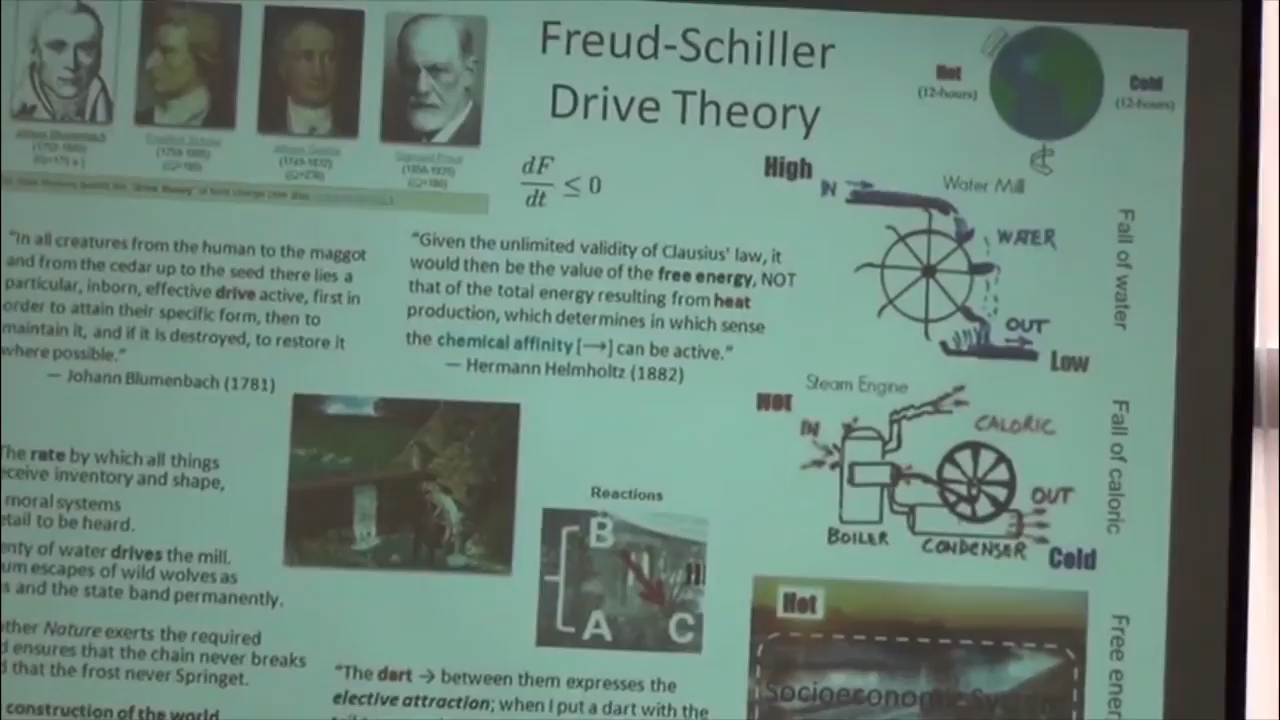 Freud-Schiller
Drive Theory
dF
dt
≤ 0
Hot
(12-hours)
Cold
(12-hours)
"In all creatures from the human to the maggot
and from the cedar up to the seed there lies a
particular, inborn, effective drive active, first in
order to attain their specific form, then to
maintain it, and if it is destroyed, to restore it
where possible."
— Johann Blumenbach (1781)
"Given the unlimited validity of Clausius' law, it
would then be the value of the free energy, NOT
that of the total energy resulting from heat
production, which determines in which sense
the chemical affinity [→] can be active."
— Hermann Helmholtz (1882)
The rate by which all things
eceive inventory and shape,
moral systems
etail to be heard.
enty of water drives the mill.
um escapes of wild wolves as
s and the state band permanently.
ther Nature exerts the required
d ensures that the chain never breaks
d that the frost never Springet.
construction of the world
Reactions
B
A
C
"The dart → between them expresses the
elective attraction; when I put a dart with the
High
IN
Water Mill
WATER
OUT
Low
Fall of water
Steam Engine
HOT
IN
CALORIC
OUT
BOILER
CONDENSER
Cold
Fall of caloric
Hot
Socioeconomic System
Free ener